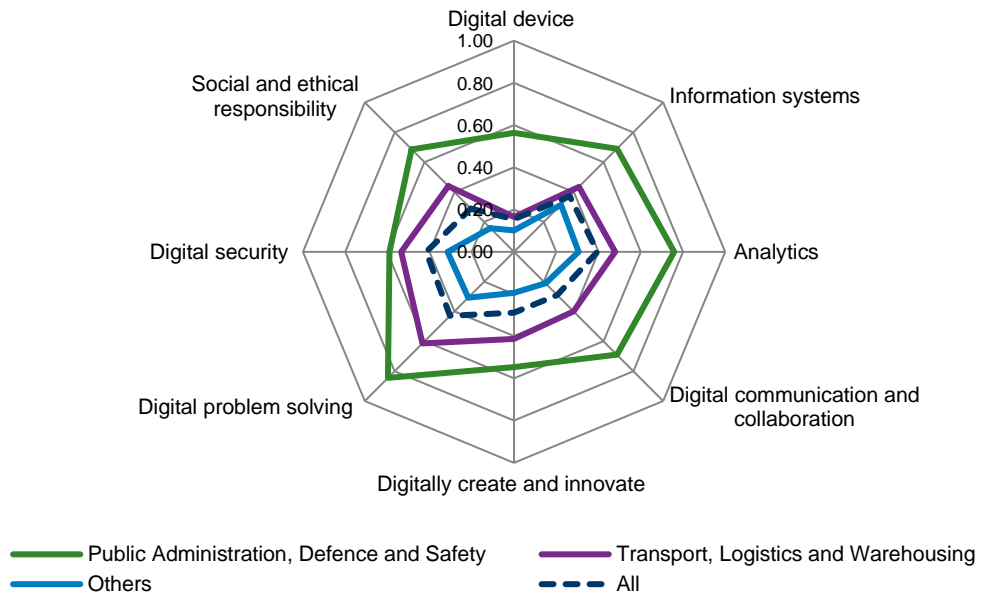 Digital device
1.00
Social and ethical
responsibility
0.80
Information systems
0.60
0.40
0.20
Digital security
0.00
Analytics
Digital problem solving
Digital communication and
collaboration
Digitally create and innovate
Public Administration, Defence and Safety
Transport, Logistics and Warehousing
Others
All